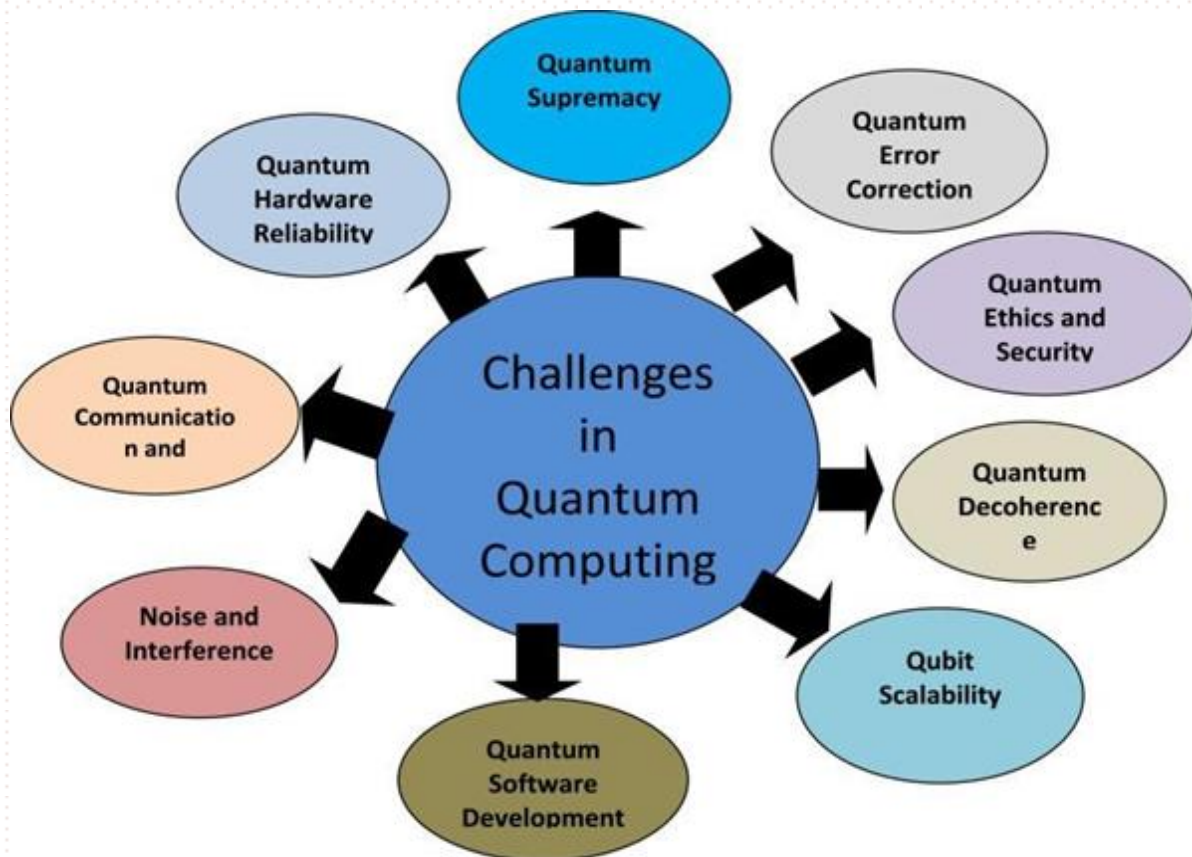 Quantum
Supremacy
Quantum
Error
Correction
Quantum
Hardware
Reliability
Quantum
Ethics and
Security
Challenges
in
Quantum
Computing
Quantum
Communicatio
n and
Quantum
Decoherenc
e
Noise and
Interference
Qubit
Scalability
Quantum
Software
Development